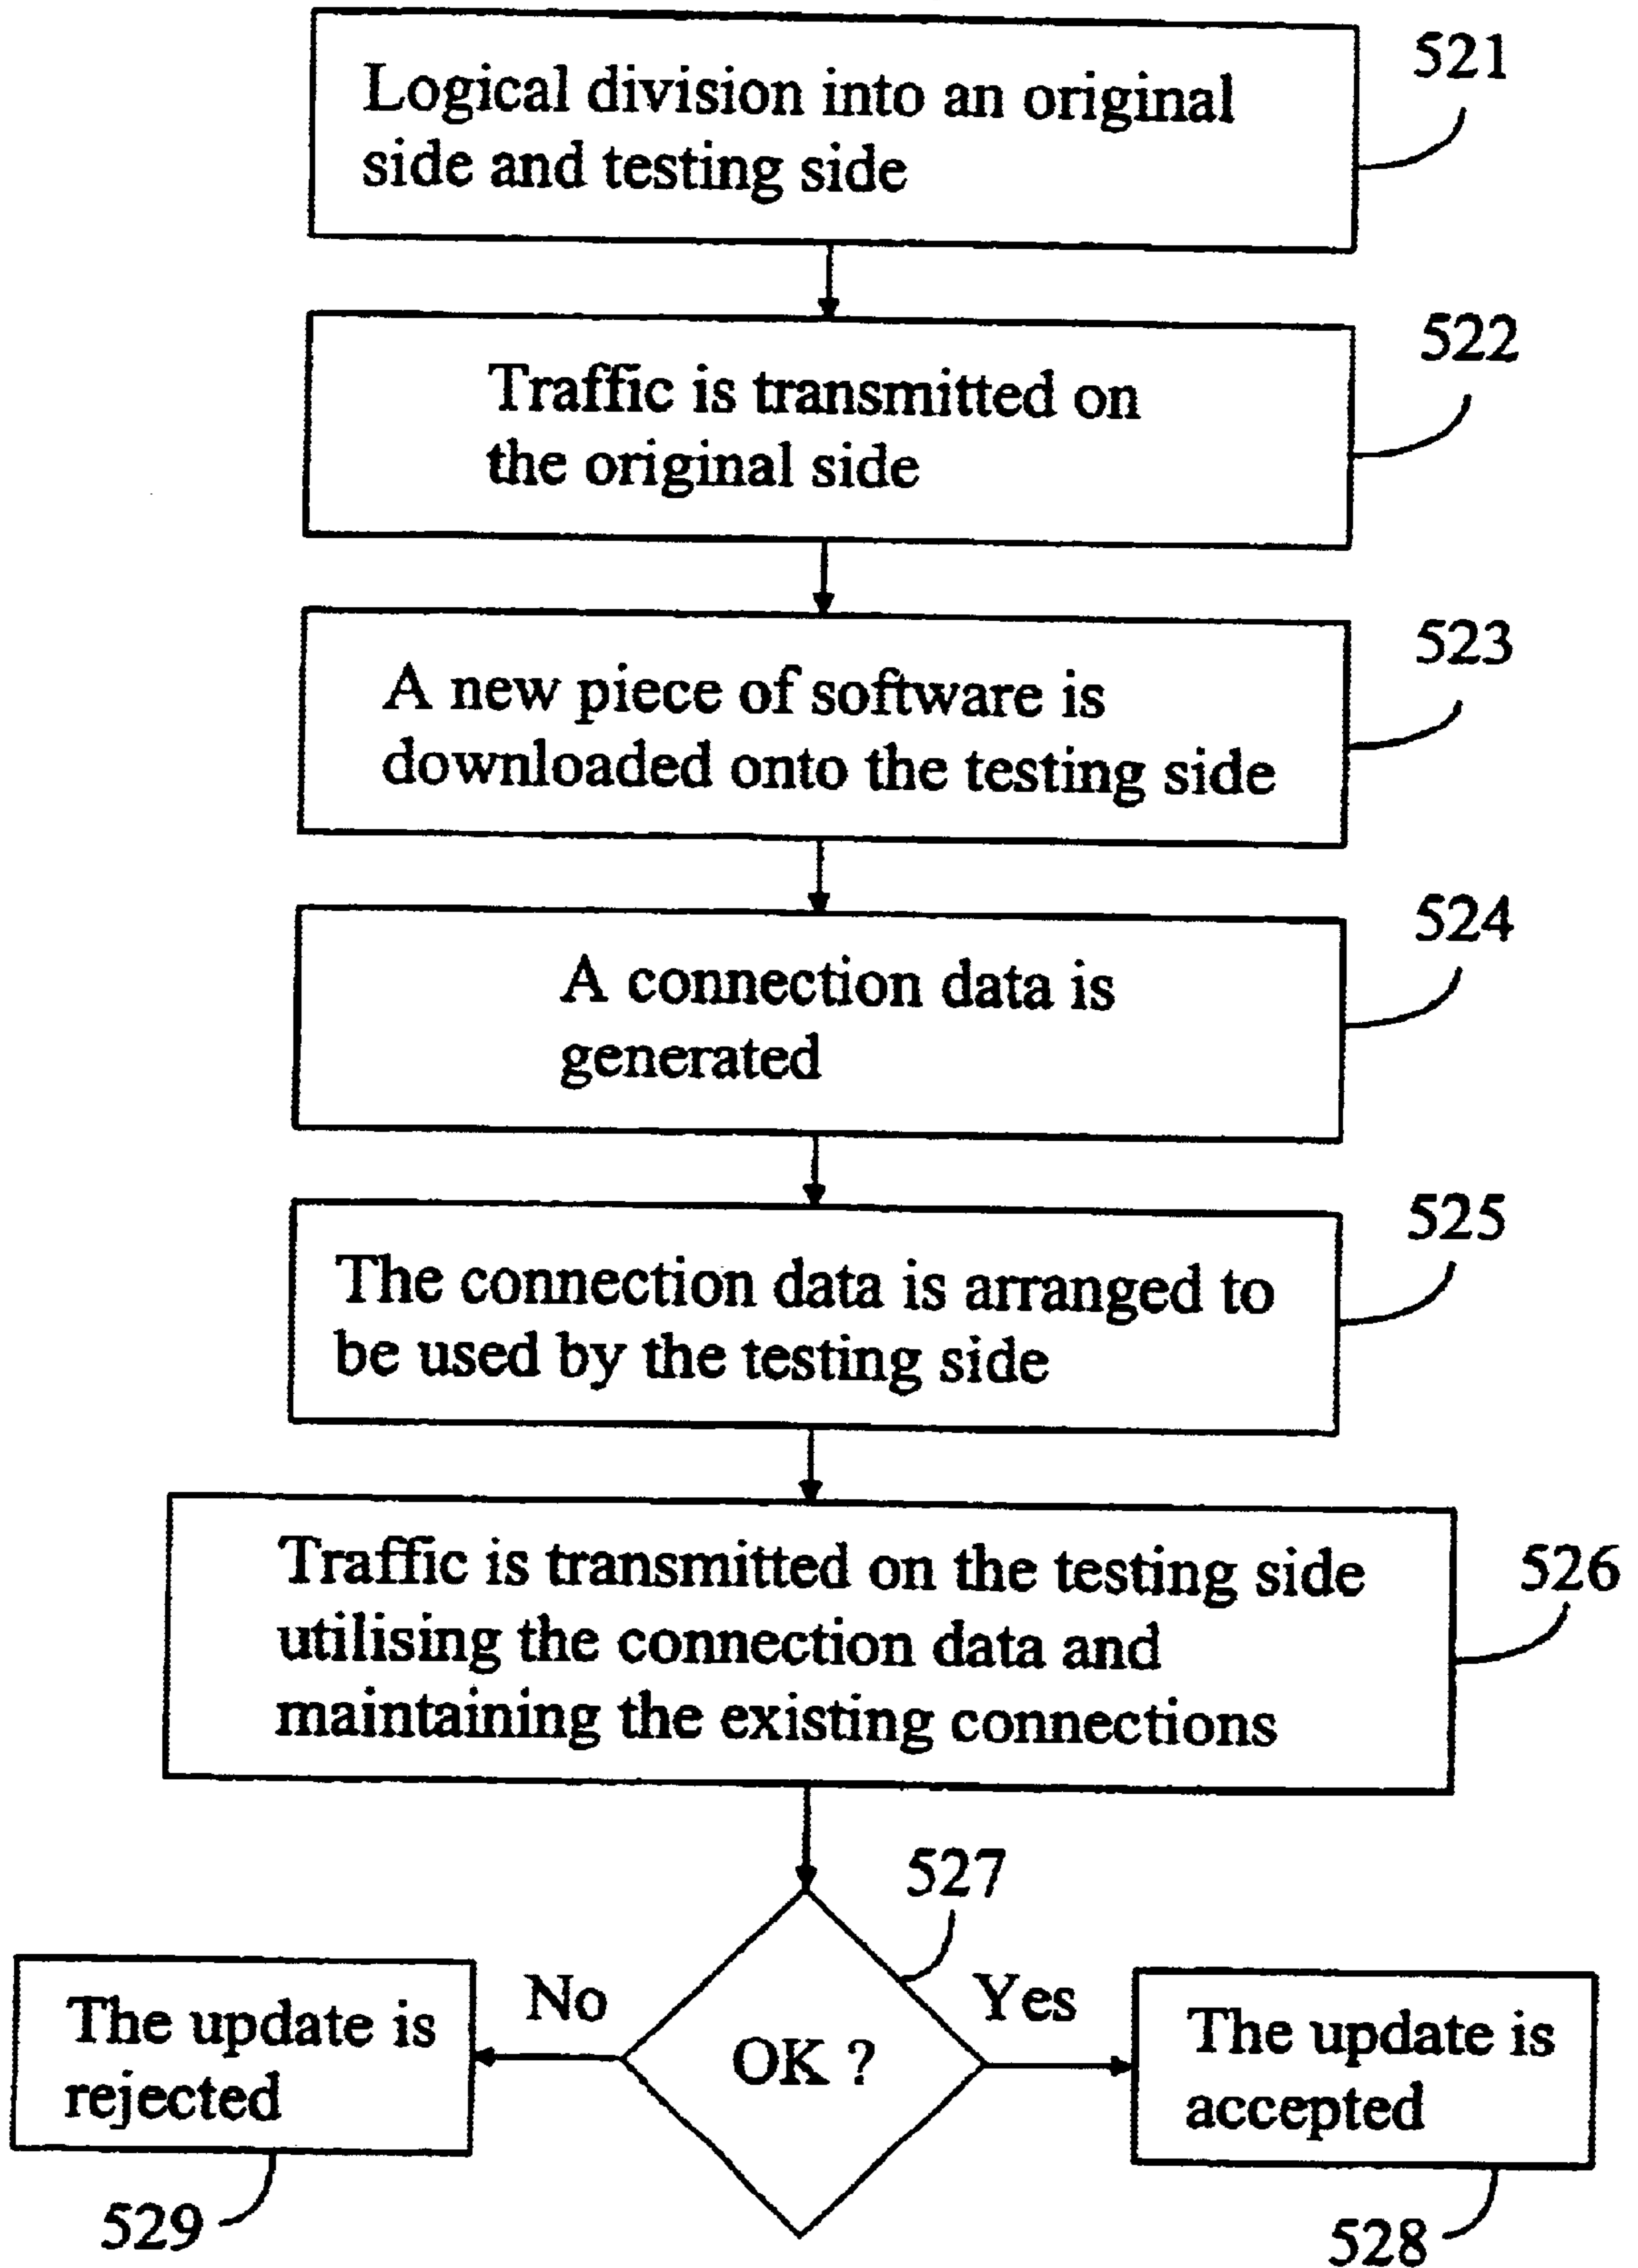 Logical division into an original
side and testing side
521
Traffic is transmitted on
the original side
522
A new piece of software is
downloaded onto the testing side
523
A connection data is
generated
524
The connection data is arranged to
be used by the testing side
525
Traffic is transmitted on the testing side
utilising the connection data and
maintaining the existing connections
526
527
OK ?
No
Yes
The update is
rejected
529
The update is
accepted
528